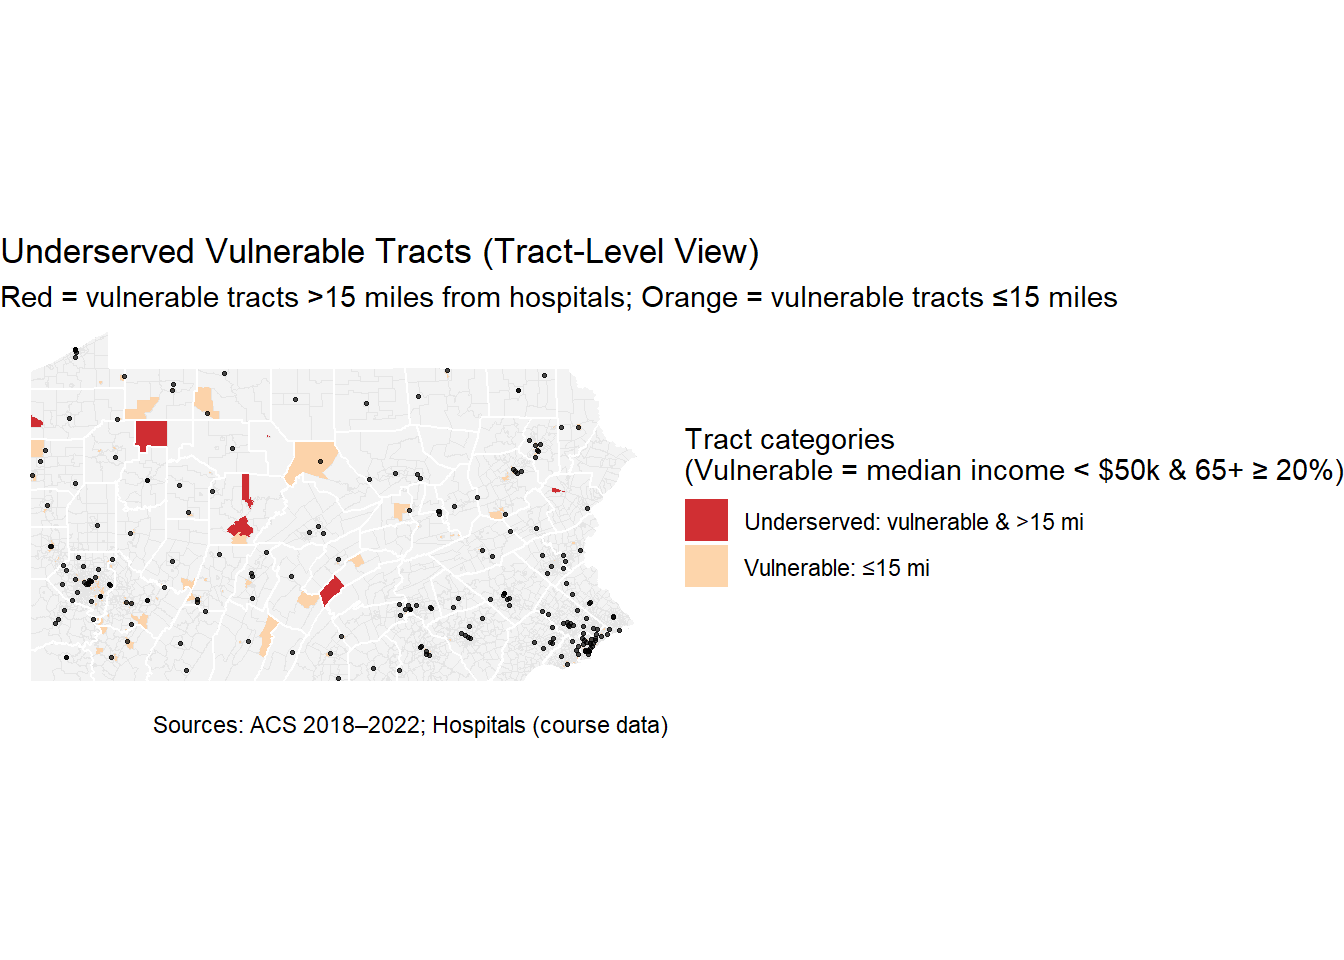 Underserved Vulnerable Tracts (Tract-Level View)
Red = vulnerable tracts >15 miles from hospitals; Orange = vulnerable tracts ≤15 miles
Tract categories
(Vulnerable = median income < $50k & 65+ ≥ 20%)
Underserved: vulnerable & >15 mi
Vulnerable: ≤15 mi
Sources: ACS 2018–2022; Hospitals (course data)